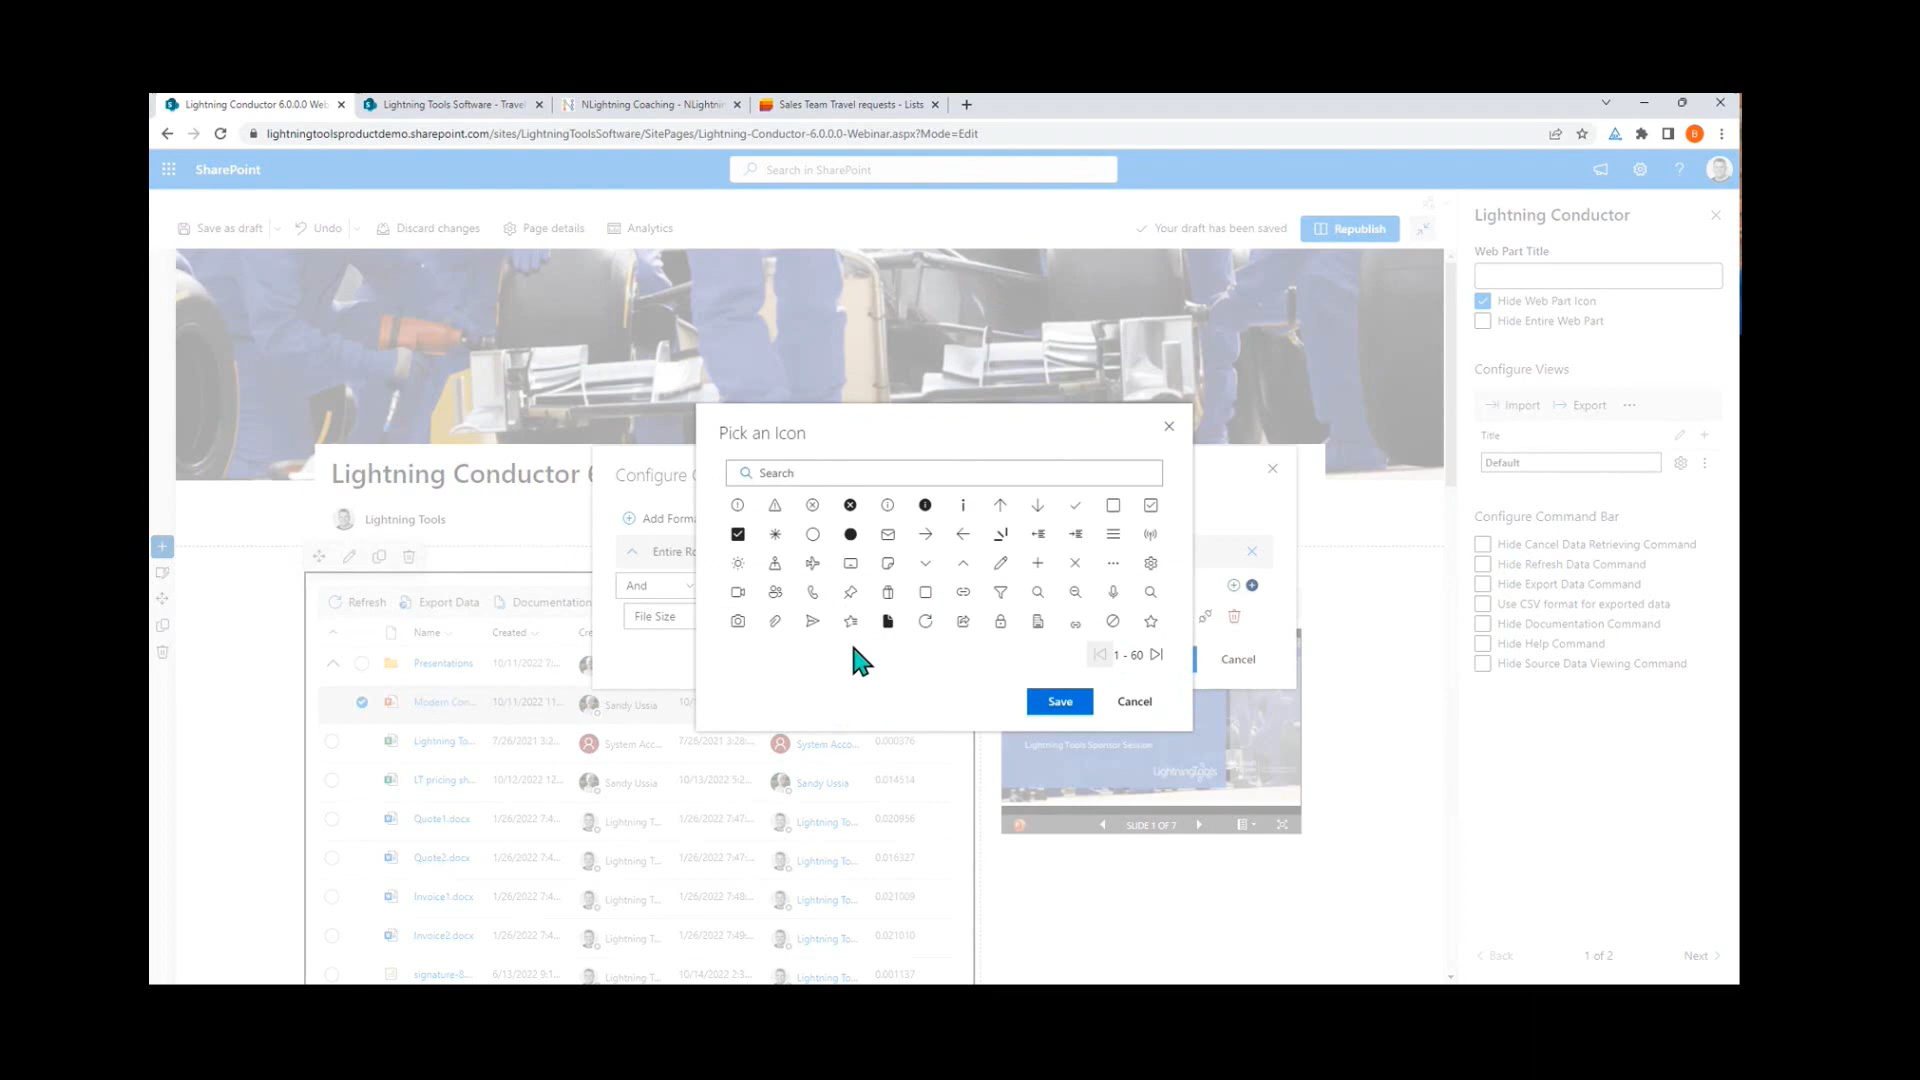 Lightning Conductor 6.0.0.0 Web
Lightning Tools Software - Travel
NLightning Coaching - NLightnin
Sales Team Travel requests - Lists
lightningtoolsproductdemo.sharepoint.com/sites/LightningToolsSoftware/SitePages/Lightning-Conductor-6.0.0.0-Webinar.aspx?Mode=Edit
B
SharePoint
Search in SharePoint
Save as draft
Undo
Discard changes
Page details
Analytics
Your draft has been saved
Republish
Lightning Conductor 6
Lightning Tools
Refresh
Export Data
Documentation
Name
Created
Presentations 10/11/2022 7:...
Modern Con... 10/11/2022 11... Sandy Ussia
Lightning To... 7/26/2021 3:2... System Acc... 7/26/2021 3:28:... System Acco... 0.000376
LT pricing sh... 10/12/2022 12... Sandy Ussia 10/13/2022 5:2... Sandy Ussia 0.014514
Quote1.docx 1/26/2022 7:4... Lightning T... 1/26/2022 7:47:... Lightning To... 0.020956
Quote2.docx 1/26/2022 7:4... Lightning T... 1/26/2022 7:47:... Lightning To... 0.016327
Invoice1.docx 1/26/2022 7:4... Lightning T... 1/26/2022 7:48:... Lightning To... 0.021009
Invoice2.docx 1/26/2022 7:4... Lightning T... 1/26/2022 7:49:... Lightning To... 0.021010
signature-8... 6/13/2022 9:1... Lightning T... 10/14/2022 2:3... Lightning To... 0.001137
Configure C
Add Forma
Entire Ro
And
File Size
Cancel
Pick an Icon
Search
1 - 60
Save
Cancel
Lightning Tools Sponsor Session
LightningTools
SLIDE 1 OF 7
Lightning Conductor
Web Part Title
Hide Web Part Icon
Hide Entire Web Part
Configure Views
Import
Export
Title
Default
Configure Command Bar
Hide Cancel Data Retrieving Command
Hide Refresh Data Command
Hide Export Data Command
Use CSV format for exported data
Hide Documentation Command
Hide Help Command
Hide Source Data Viewing Command
Back
1 of 2
Next